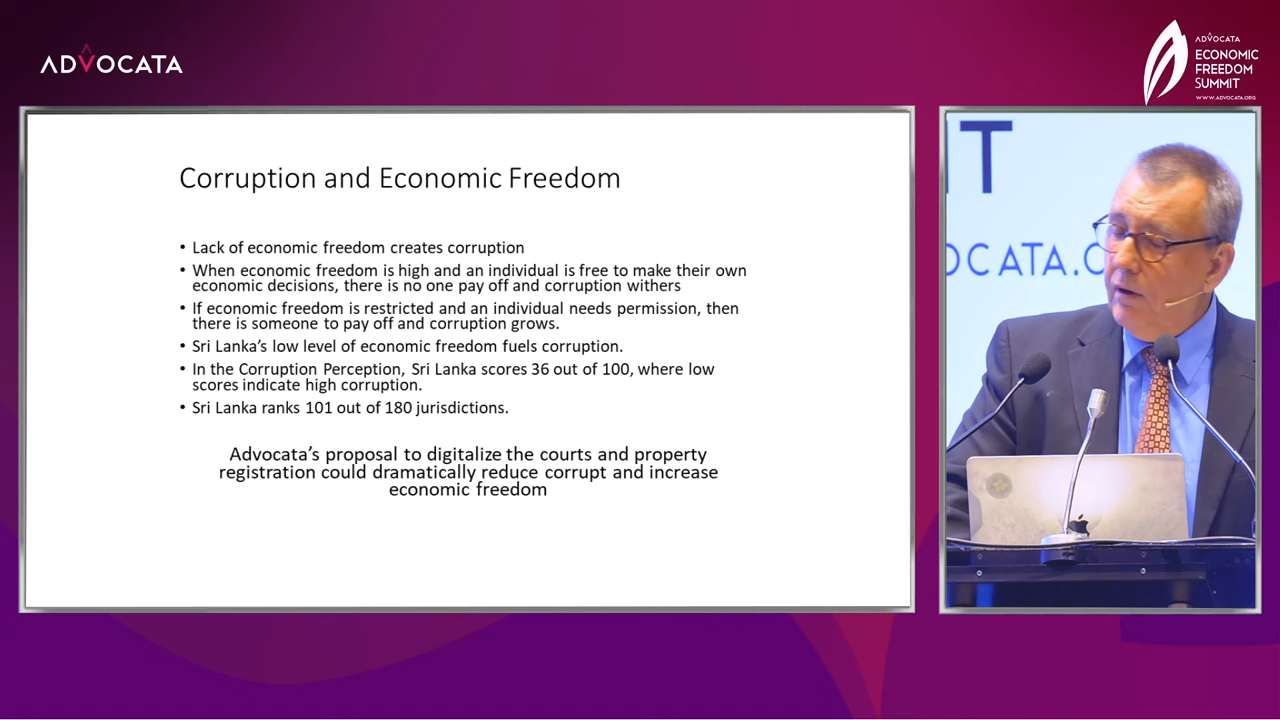 ADVOCATA
ADVOCATA
ECONOMIC
FREEDOM
SUMMIT
WWW.ADVOCATA.ORG
Corruption and Economic Freedom
• Lack of economic freedom creates corruption
• When economic freedom is high and an individual is free to make their own
economic decisions, there is no one pay off and corruption withers
• If economic freedom is restricted and an individual needs permission, then
there is someone to pay off and corruption grows.
• Sri Lanka's low level of economic freedom fuels corruption.
• In the Corruption Perception, Sri Lanka scores 36 out of 100, where low
scores indicate high corruption.
• Sri Lanka ranks 101 out of 180 jurisdictions.
Advocata's proposal to digitalize the courts and property
registration could dramatically reduce corrupt and increase
economic freedom
IT
OCATA.O